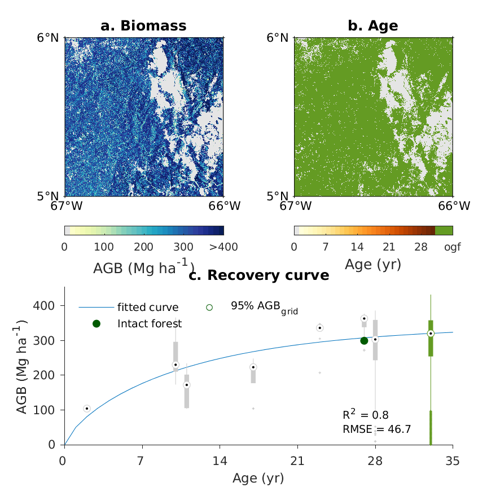 a. Biomass
b. Age
6°N
5°N
67°W 66°W
6°N
5°N
67°W 66°W
0 100 200 300 >400
AGB (Mg ha⁻¹)
0 7 14 21 28 ogf
Age (yr)
c. Recovery curve
fitted curve
95% AGB_grid
Intact forest
400
300
200
100
0
AGB (Mg ha⁻¹)
R² = 0.8
RMSE = 46.7
0 7 14 21 28 35
Age (yr)